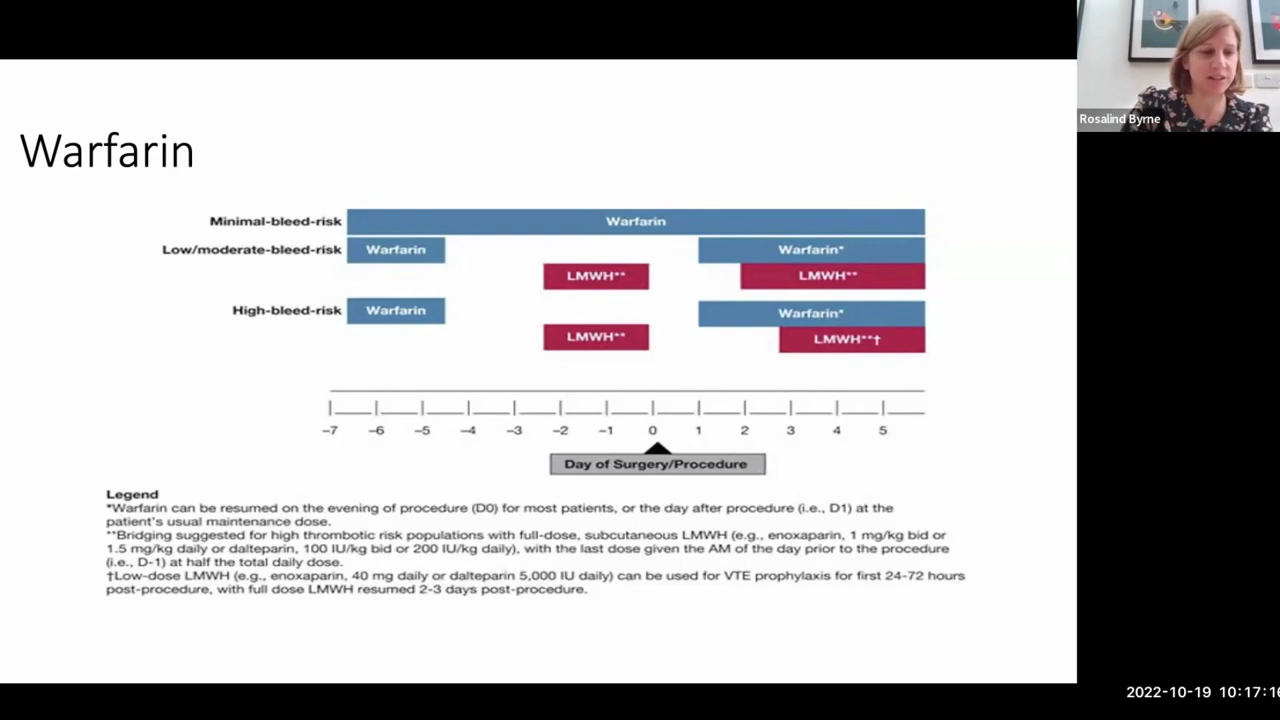 Rosalind Byrne
Warfarin
Minimal-bleed-risk Warfarin
Low/moderate-bleed-risk Warfarin Warfarin*
LMWH** LMWH**
High-bleed-risk Warfarin Warfarin*
LMWH** LMWH**†
-7 -6 -5 -4 -3 -2 -1 0 1 2 3 4 5
Day of Surgery/Procedure
Legend
*Warfarin can be resumed on the evening of procedure (D0) for most patients, or the day after procedure (i.e., D1) at the
patient's usual maintenance dose.
**Bridging suggested for high thrombotic risk populations with full-dose, subcutaneous LMWH (e.g., enoxaparin, 1 mg/kg bid or
1.5 mg/kg daily or dalteparin, 100 IU/kg bid or 200 IU/kg daily), with the last dose given the AM of the day prior to the procedure
(i.e., D-1) at half the total daily dose.
†Low-dose LMWH (e.g., enoxaparin, 40 mg daily or dalteparin 5,000 IU daily) can be used for VTE prophylaxis for first 24-72 hours
post-procedure, with full dose LMWH resumed 2-3 days post-procedure.
2022-10-19 10:17:16